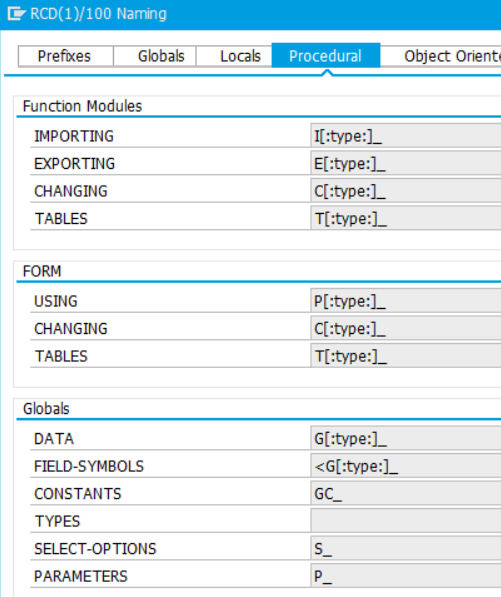 RCD(1)/100 Naming
Prefixes Globals Locals Procedural Object Oriente
Function Modules
IMPORTING I[:type:]_
EXPORTING E[:type:]_
CHANGING C[:type:]_
TABLES T[:type:]_
FORM
USING P[:type:]_
CHANGING C[:type:]_
TABLES T[:type:]_
Globals
DATA G[:type:]_
FIELD-SYMBOLS <G[:type:]_
CONSTANTS GC_
TYPES
SELECT-OPTIONS S_
PARAMETERS P_